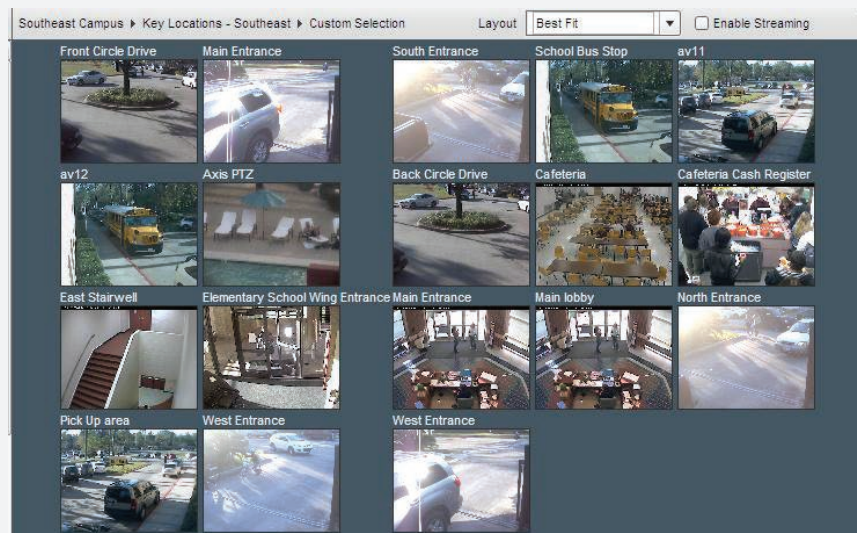 Southeast Campus ▸ Key Locations - Southeast ▸ Custom Selection Layout Best Fit Enable Streaming
Front Circle Drive Main Entrance South Entrance School Bus Stop av11
av12 Axis PTZ Back Circle Drive Cafeteria Cafeteria Cash Register
East Stairwell Elementary School Wing Entrance Main Entrance Main lobby North Entrance
Pick Up area West Entrance West Entrance